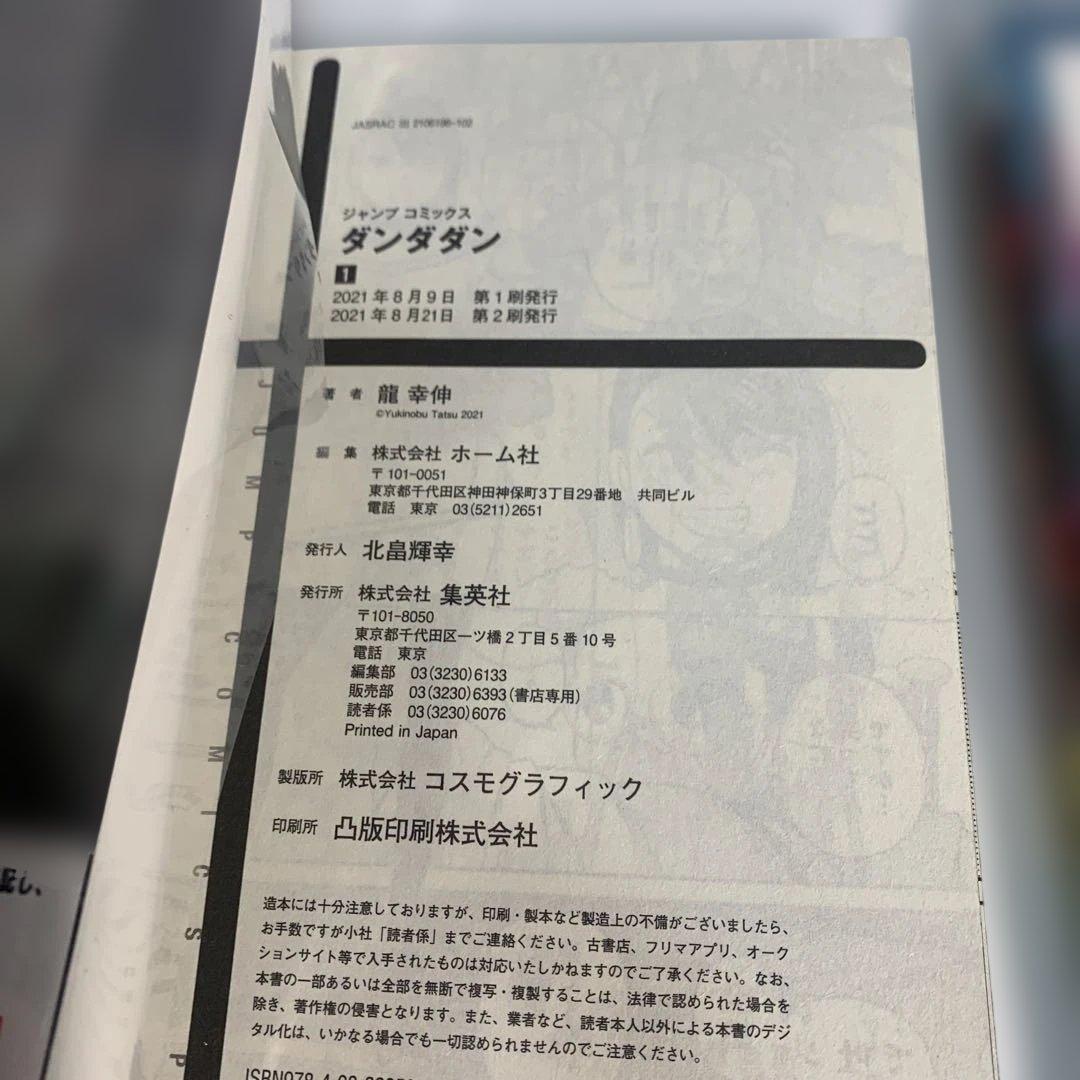 JASRAC 出 2106186-102
ジャンプ コミックス
ダンダダン
1
2021年8月9日 第1刷発行
2021年8月21日 第2刷発行
著者 龍 幸伸
©Yukinobu Tatsu 2021
編集 株式会社 ホーム社
〒101-0051
東京都千代田区神田神保町3丁目29番地 共同ビル
電話 東京 03(5211)2651
発行人 北畠輝幸
発行所 株式会社 集英社
〒101-8050
東京都千代田区一ツ橋2丁目5番10号
電話 東京
編集部 03(3230)6133
販売部 03(3230)6393(書店専用)
読者係 03(3230)6076
Printed in Japan
製版所 株式会社 コスモグラフィック
印刷所 凸版印刷株式会社
造本には十分注意しておりますが、印刷・製本など製造上の不備がございましたら、
お手数ですが小社「読者係」までご連絡ください。古書店、フリマアプリ、オーク
ションサイト等で入手されたものは対応いたしかねますのでご了承ください。なお、
本書の一部あるいは全部を無断で複写・複製することは、法律で認められた場合を
除き、著作権の侵害となります。また、業者など、読者本人以外による本書のデジ
タル化は、いかなる場合でも一切認められませんのでご注意ください。
ISBN978-4-08-
JUMP COMICS P